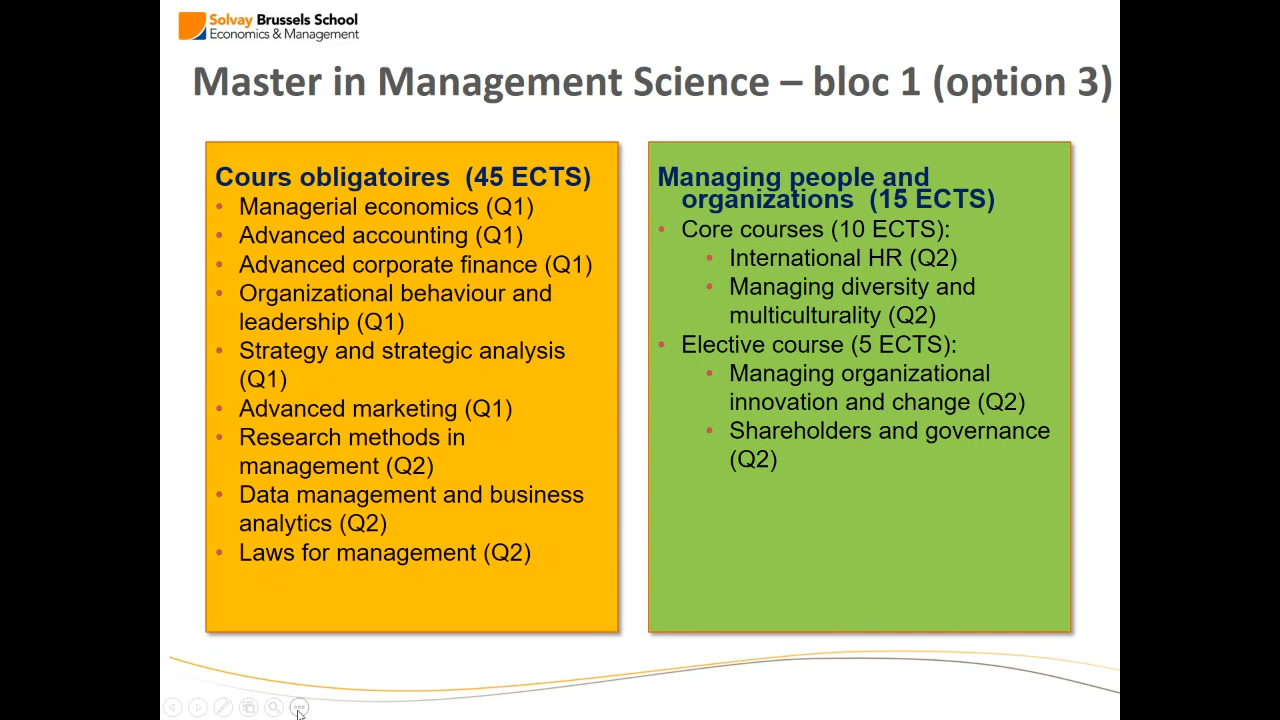 Solvay Brussels School
Economics & Management
Master in Management Science – bloc 1 (option 3)
Cours obligatoires (45 ECTS)
• Managerial economics (Q1)
• Advanced accounting (Q1)
• Advanced corporate finance (Q1)
• Organizational behaviour and
leadership (Q1)
• Strategy and strategic analysis
(Q1)
• Advanced marketing (Q1)
• Research methods in
management (Q2)
• Data management and business
analytics (Q2)
• Laws for management (Q2)
Managing people and
organizations (15 ECTS)
• Core courses (10 ECTS):
• International HR (Q2)
• Managing diversity and
multiculturality (Q2)
• Elective course (5 ECTS):
• Managing organizational
innovation and change (Q2)
• Shareholders and governance
(Q2)